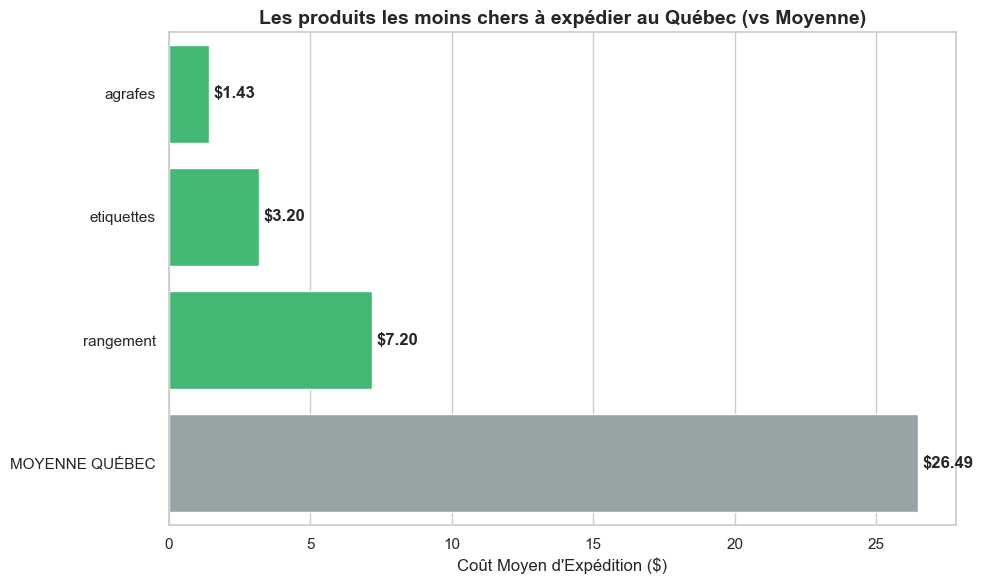 Les produits les moins chers à expédier au Québec (vs Moyenne)
agrafes
$1.43
etiquettes
$3.20
rangement
$7.20
MOYENNE QUÉBEC
$26.49
0 5 10 15 20 25
Coût Moyen d'Expédition ($)